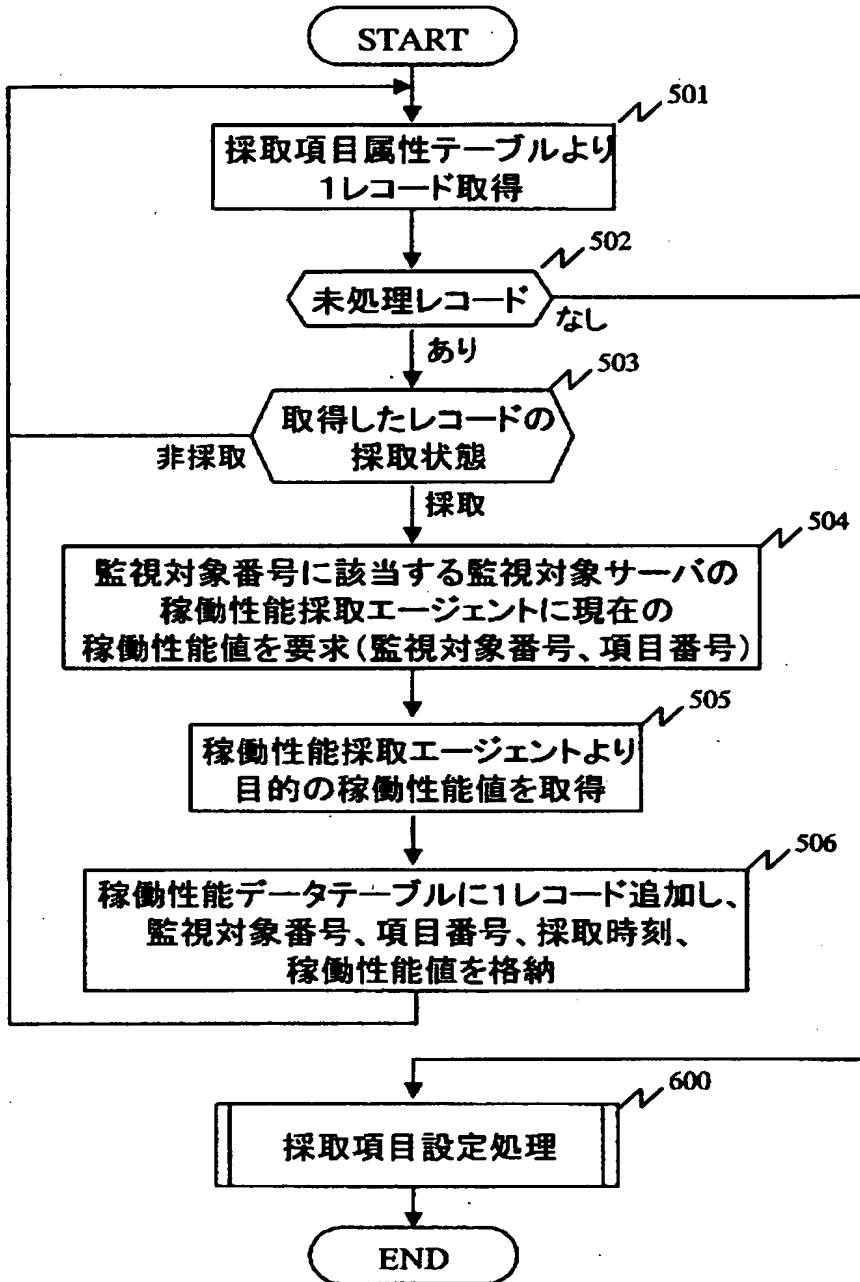 START
501
採取項目属性テーブルより
1レコード取得
502
未処理レコード
なし
あり
503
取得したレコードの
採取状態
非採取
採取
504
監視対象番号に該当する監視対象サーバの
稼働性能採取エージェントに現在の
稼働性能値を要求(監視対象番号、項目番号)
505
稼働性能採取エージェントより
目的の稼働性能値を取得
506
稼働性能データテーブルに1レコード追加し、
監視対象番号、項目番号、採取時刻、
稼働性能値を格納
600
採取項目設定処理
END